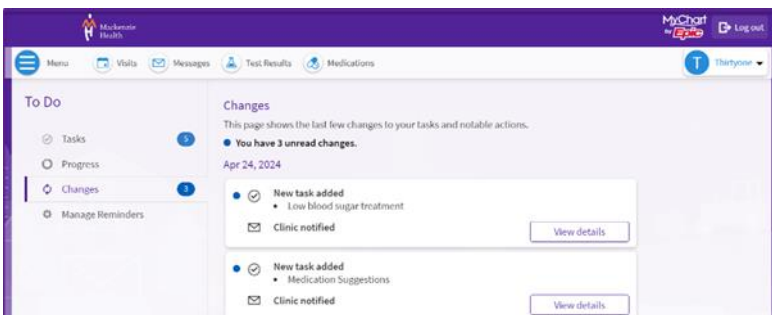 Mackenzie
Health
MyChart
by Epic
Log out
Menu
Visits
Messages
Test Results
Medications
T
Thirtyone
To Do
Tasks
5
Progress
Changes
3
Manage Reminders
Changes
This page shows the last few changes to your tasks and notable actions.
You have 3 unread changes.
Apr 24, 2024
New task added
• Low blood sugar treatment
Clinic notified
View details
New task added
• Medication Suggestions
Clinic notified
View details